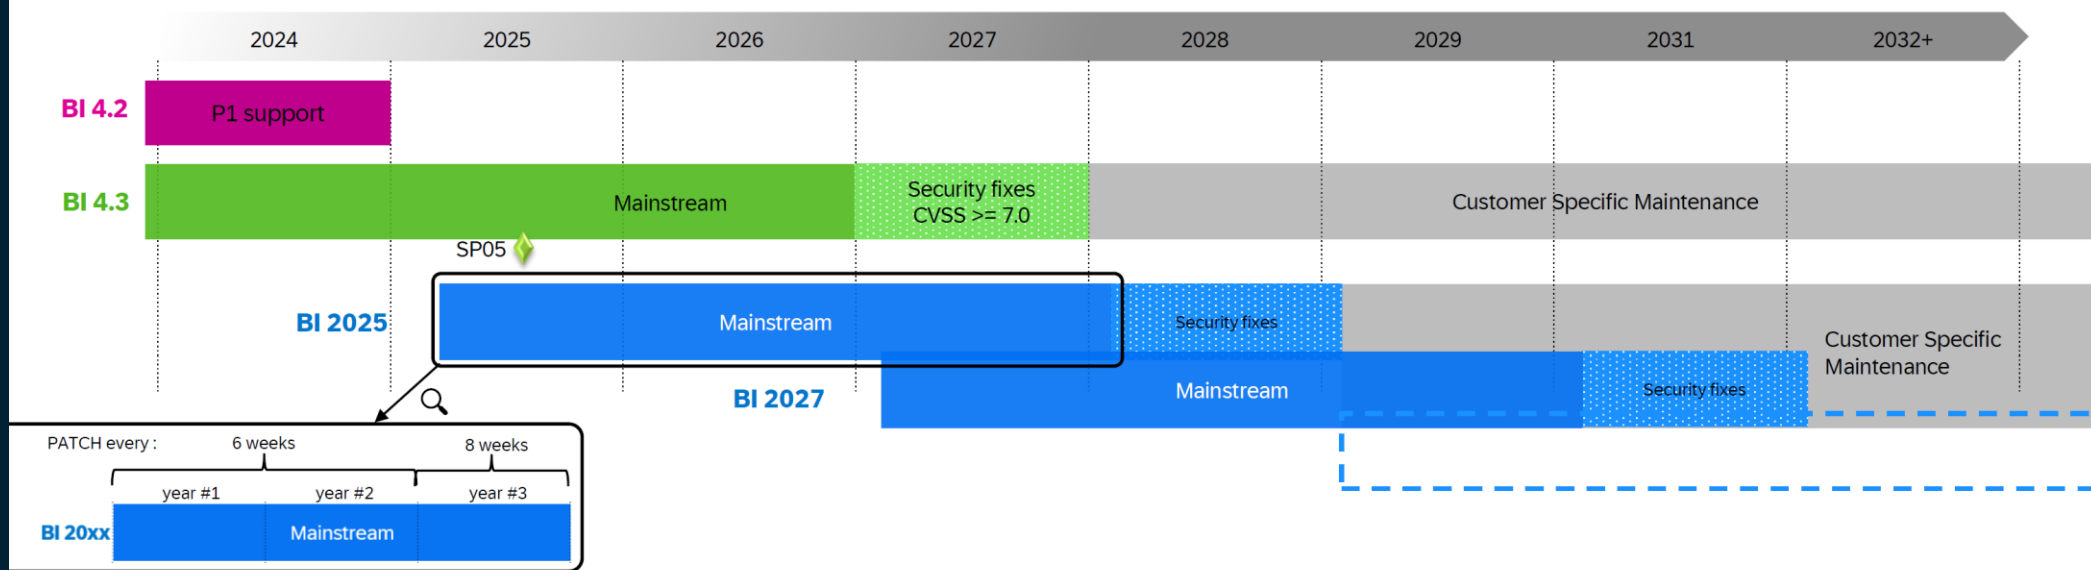 2024 2025 2026 2027 2028 2029 2031 2032+
BI 4.2
P1 support
BI 4.3
Mainstream
Security fixes
CVSS >= 7.0
Customer Specific Maintenance
SP05
BI 2025
Mainstream
Security fixes
Customer Specific
Maintenance
BI 2027
Mainstream
Security fixes
PATCH every :
6 weeks
8 weeks
year #1
year #2
year #3
BI 20xx
Mainstream